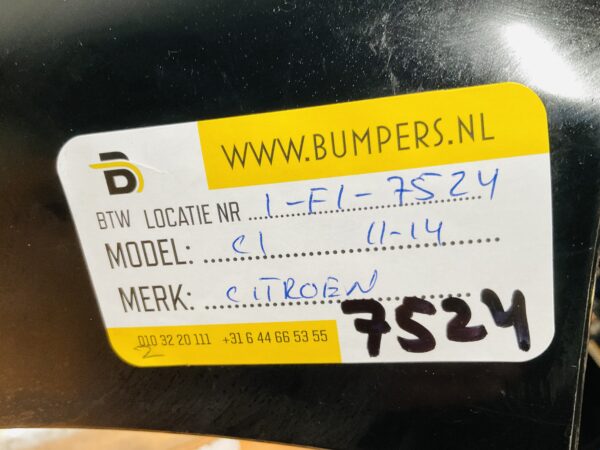 WWW.BUMPERS.NL
B
BTW LOCATIE NR 1-F1-7524
MODEL: C1 11-14
MERK: CITROEN
010 32 20 111 +31 6 44 66 53 55
7524